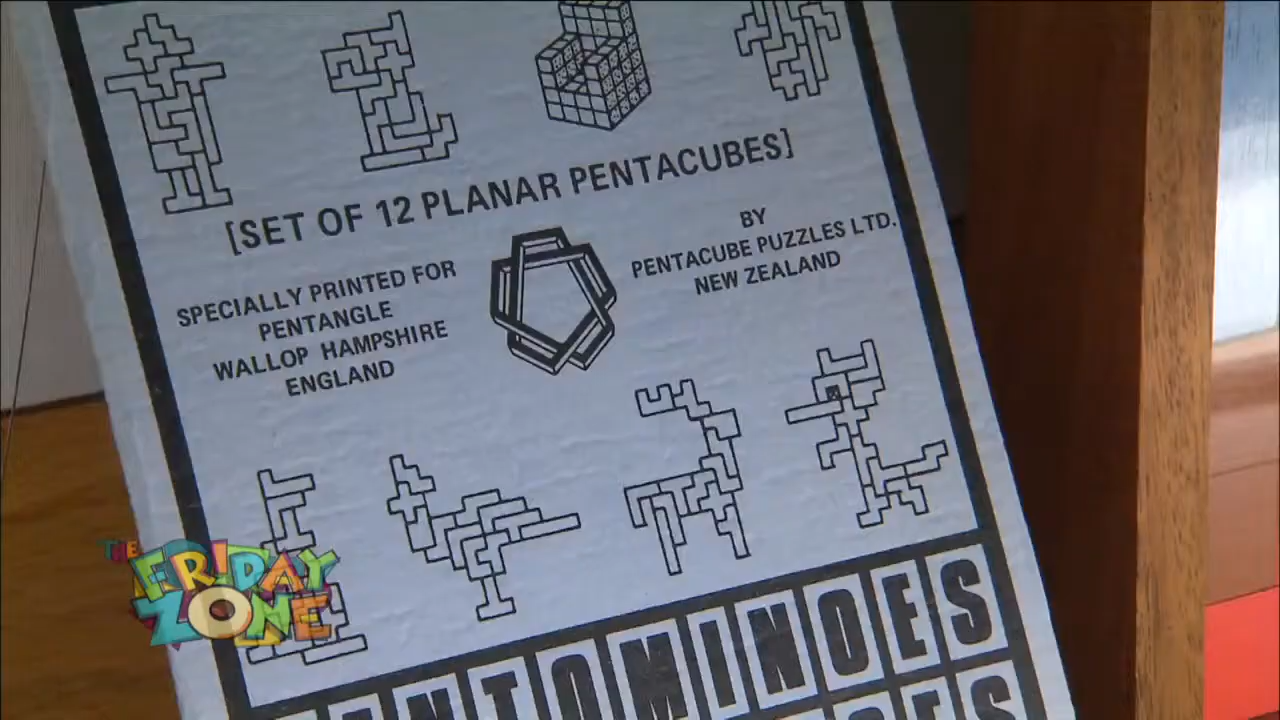 [SET OF 12 PLANAR PENTACUBES]
SPECIALLY PRINTED FOR
PENTANGLE
WALLOP HAMPSHIRE
ENGLAND
BY
PENTACUBE PUZZLES LTD.
NEW ZEALAND
THE
FRIDAY
ZONE
NTOMINOES